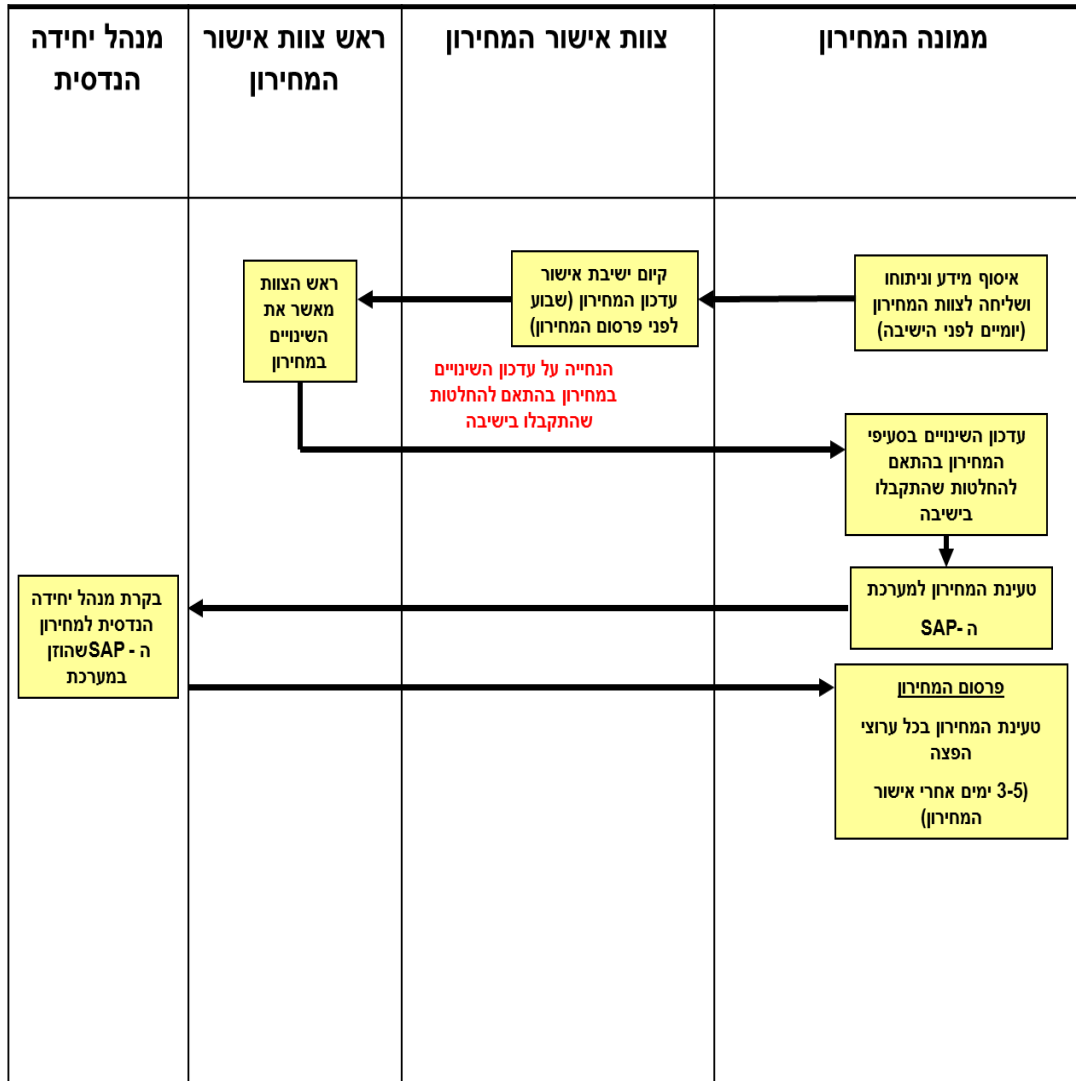 ממונה המחירון
צוות אישור המחירון
ראש צוות אישור
המחירון
מנהל יחידה
הנדסית
איסוף מידע וניתוחו
ושליחה לצוות המחירון
(יומיים לפני הישיבה)
קיום ישיבת אישור
עדכון המחירון (שבוע
לפני פרסום המחירון)
ראש הצוות
מאשר את
השינויים
במחירון
הנחייה על עדכון השינויים
במחירון בהתאם להחלטות
שהתקבלו בישיבה
עדכון השינויים בסעיפי
המחירון בהתאם
להחלטות שהתקבלו
בישיבה
טעינת המחירון למערכת
ה -SAP
בקרת מנהל יחידה
הנדסית למחירון
ה - SAPשהוזן
במערכת
פרסום המחירון
טעינת המחירון בכל ערוצי
הפצה
(3-5 ימים אחרי אישור
המחירון)